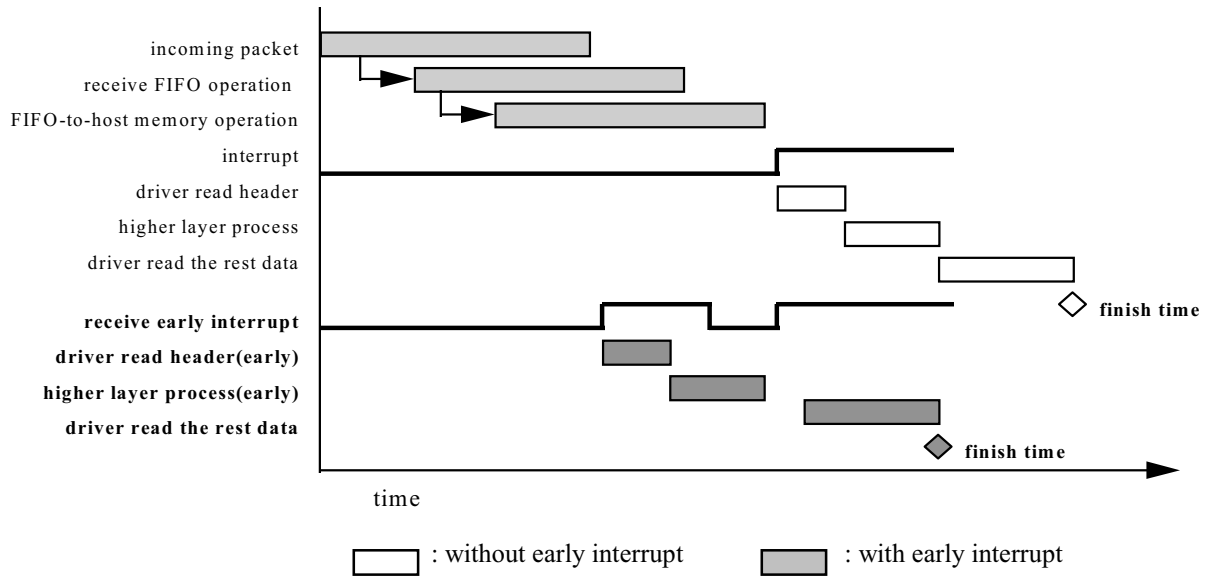 incoming packet
receive FIFO operation
FIFO-to-host memory operation
interrupt
driver read header
higher layer process
driver read the rest data
finish time
receive early interrupt
driver read header(early)
higher layer process(early)
driver read the rest data
finish time
time
: without early interrupt
: with early interrupt